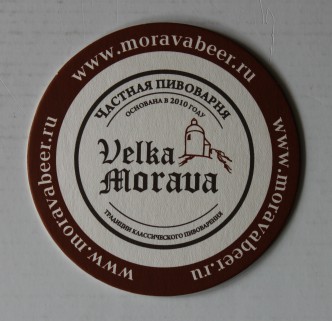 www.moravabeer.ru
ЧАСТНАЯ ПИВОВАРНЯ
ОСНОВАНА В 2010 ГОДУ
Velka
Morava
ТРАДИЦИИ КЛАССИЧЕСКОГО ПИВОВАРЕНИЯ
www.moravabeer.ru
www.moravabeer.ru